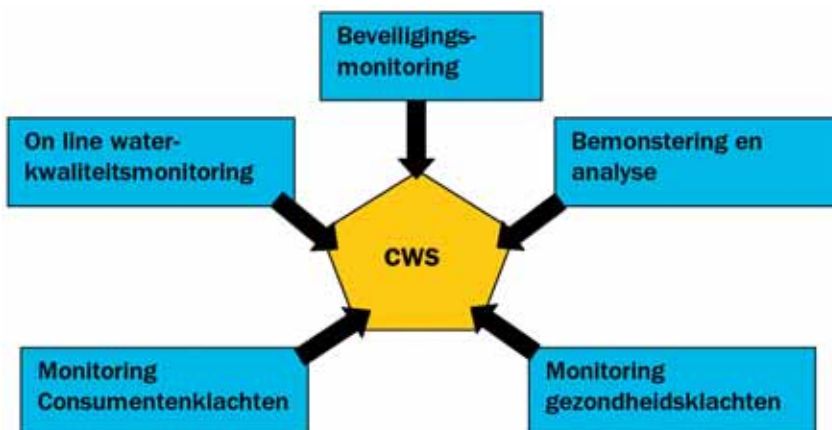 Beveiligings-
monitoring
On line water-
kwaliteitsmonitoring
Bemonstering en
analyse
CWS
Monitoring
Consumentenklachten
Monitoring
gezondheidsklachten